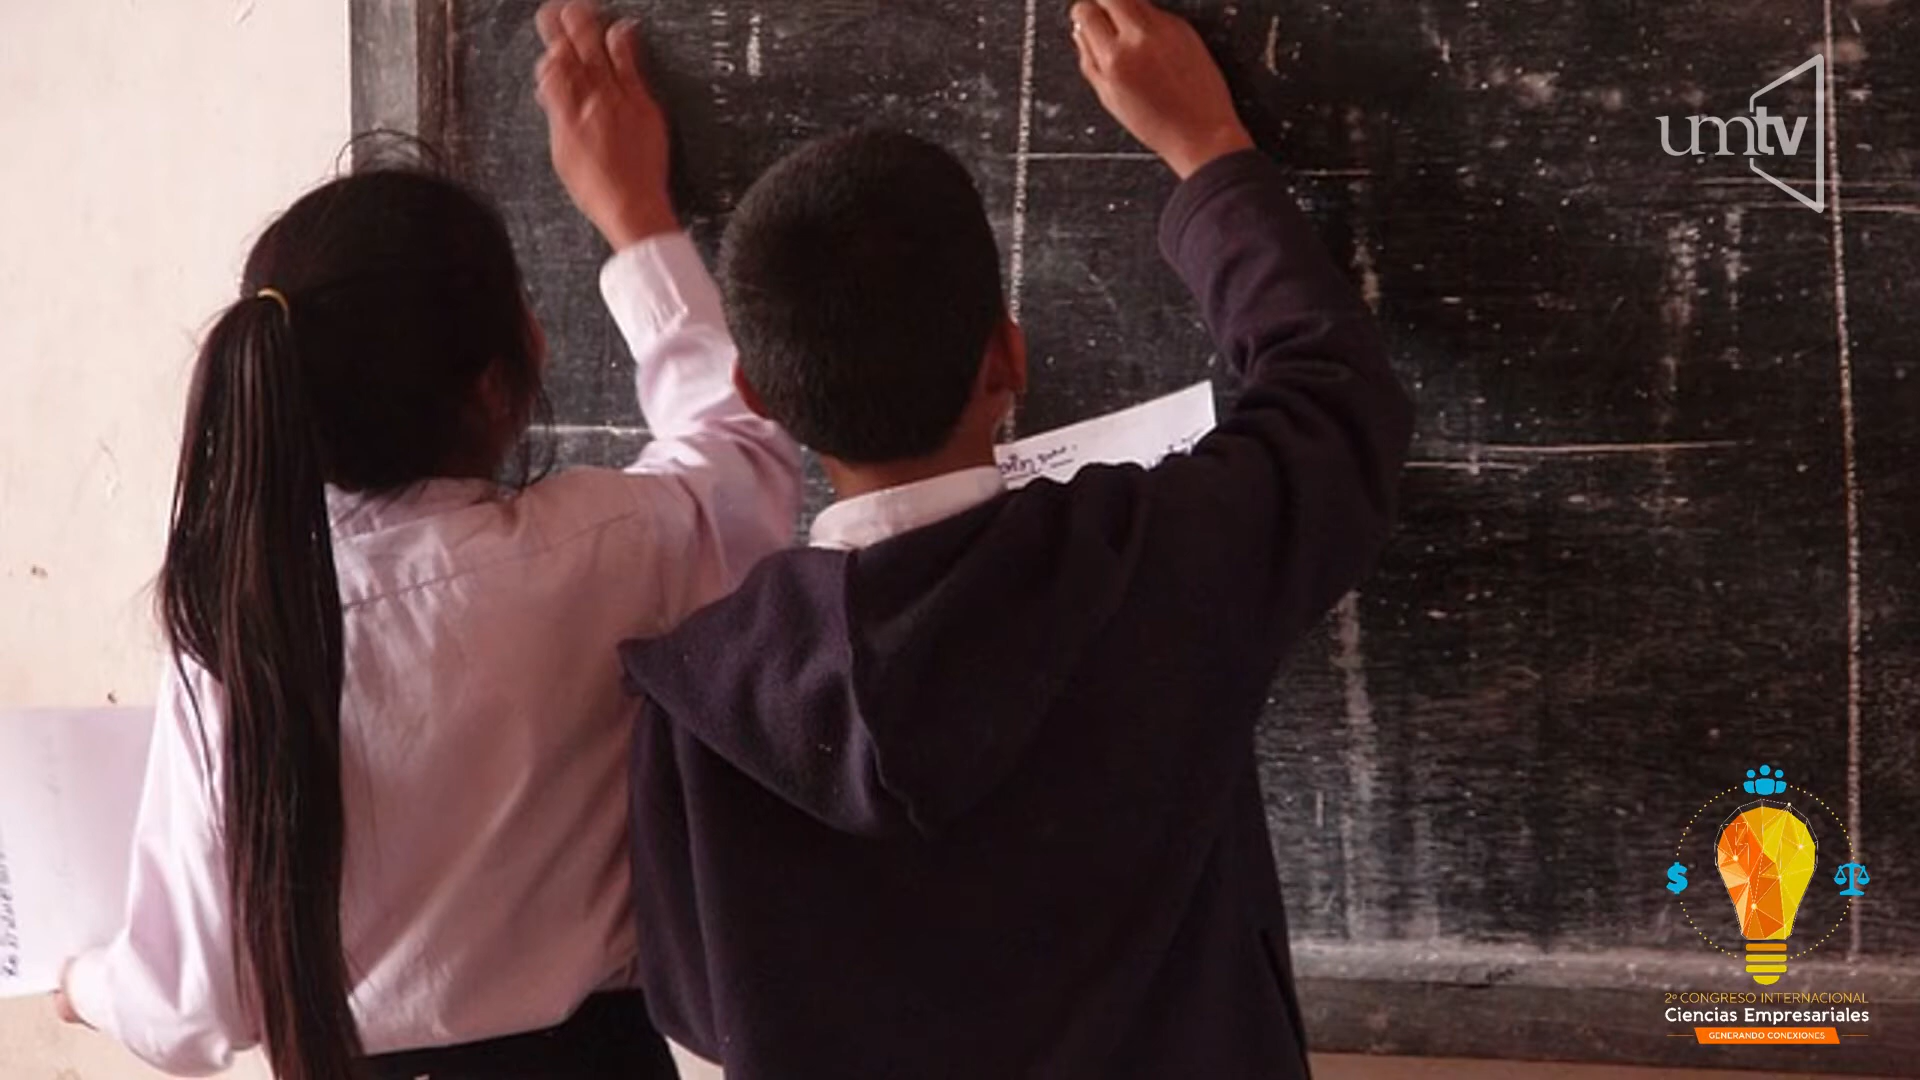 umtv
2º CONGRESO INTERNACIONAL
Ciencias Empresariales
GENERANDO CONEXIONES